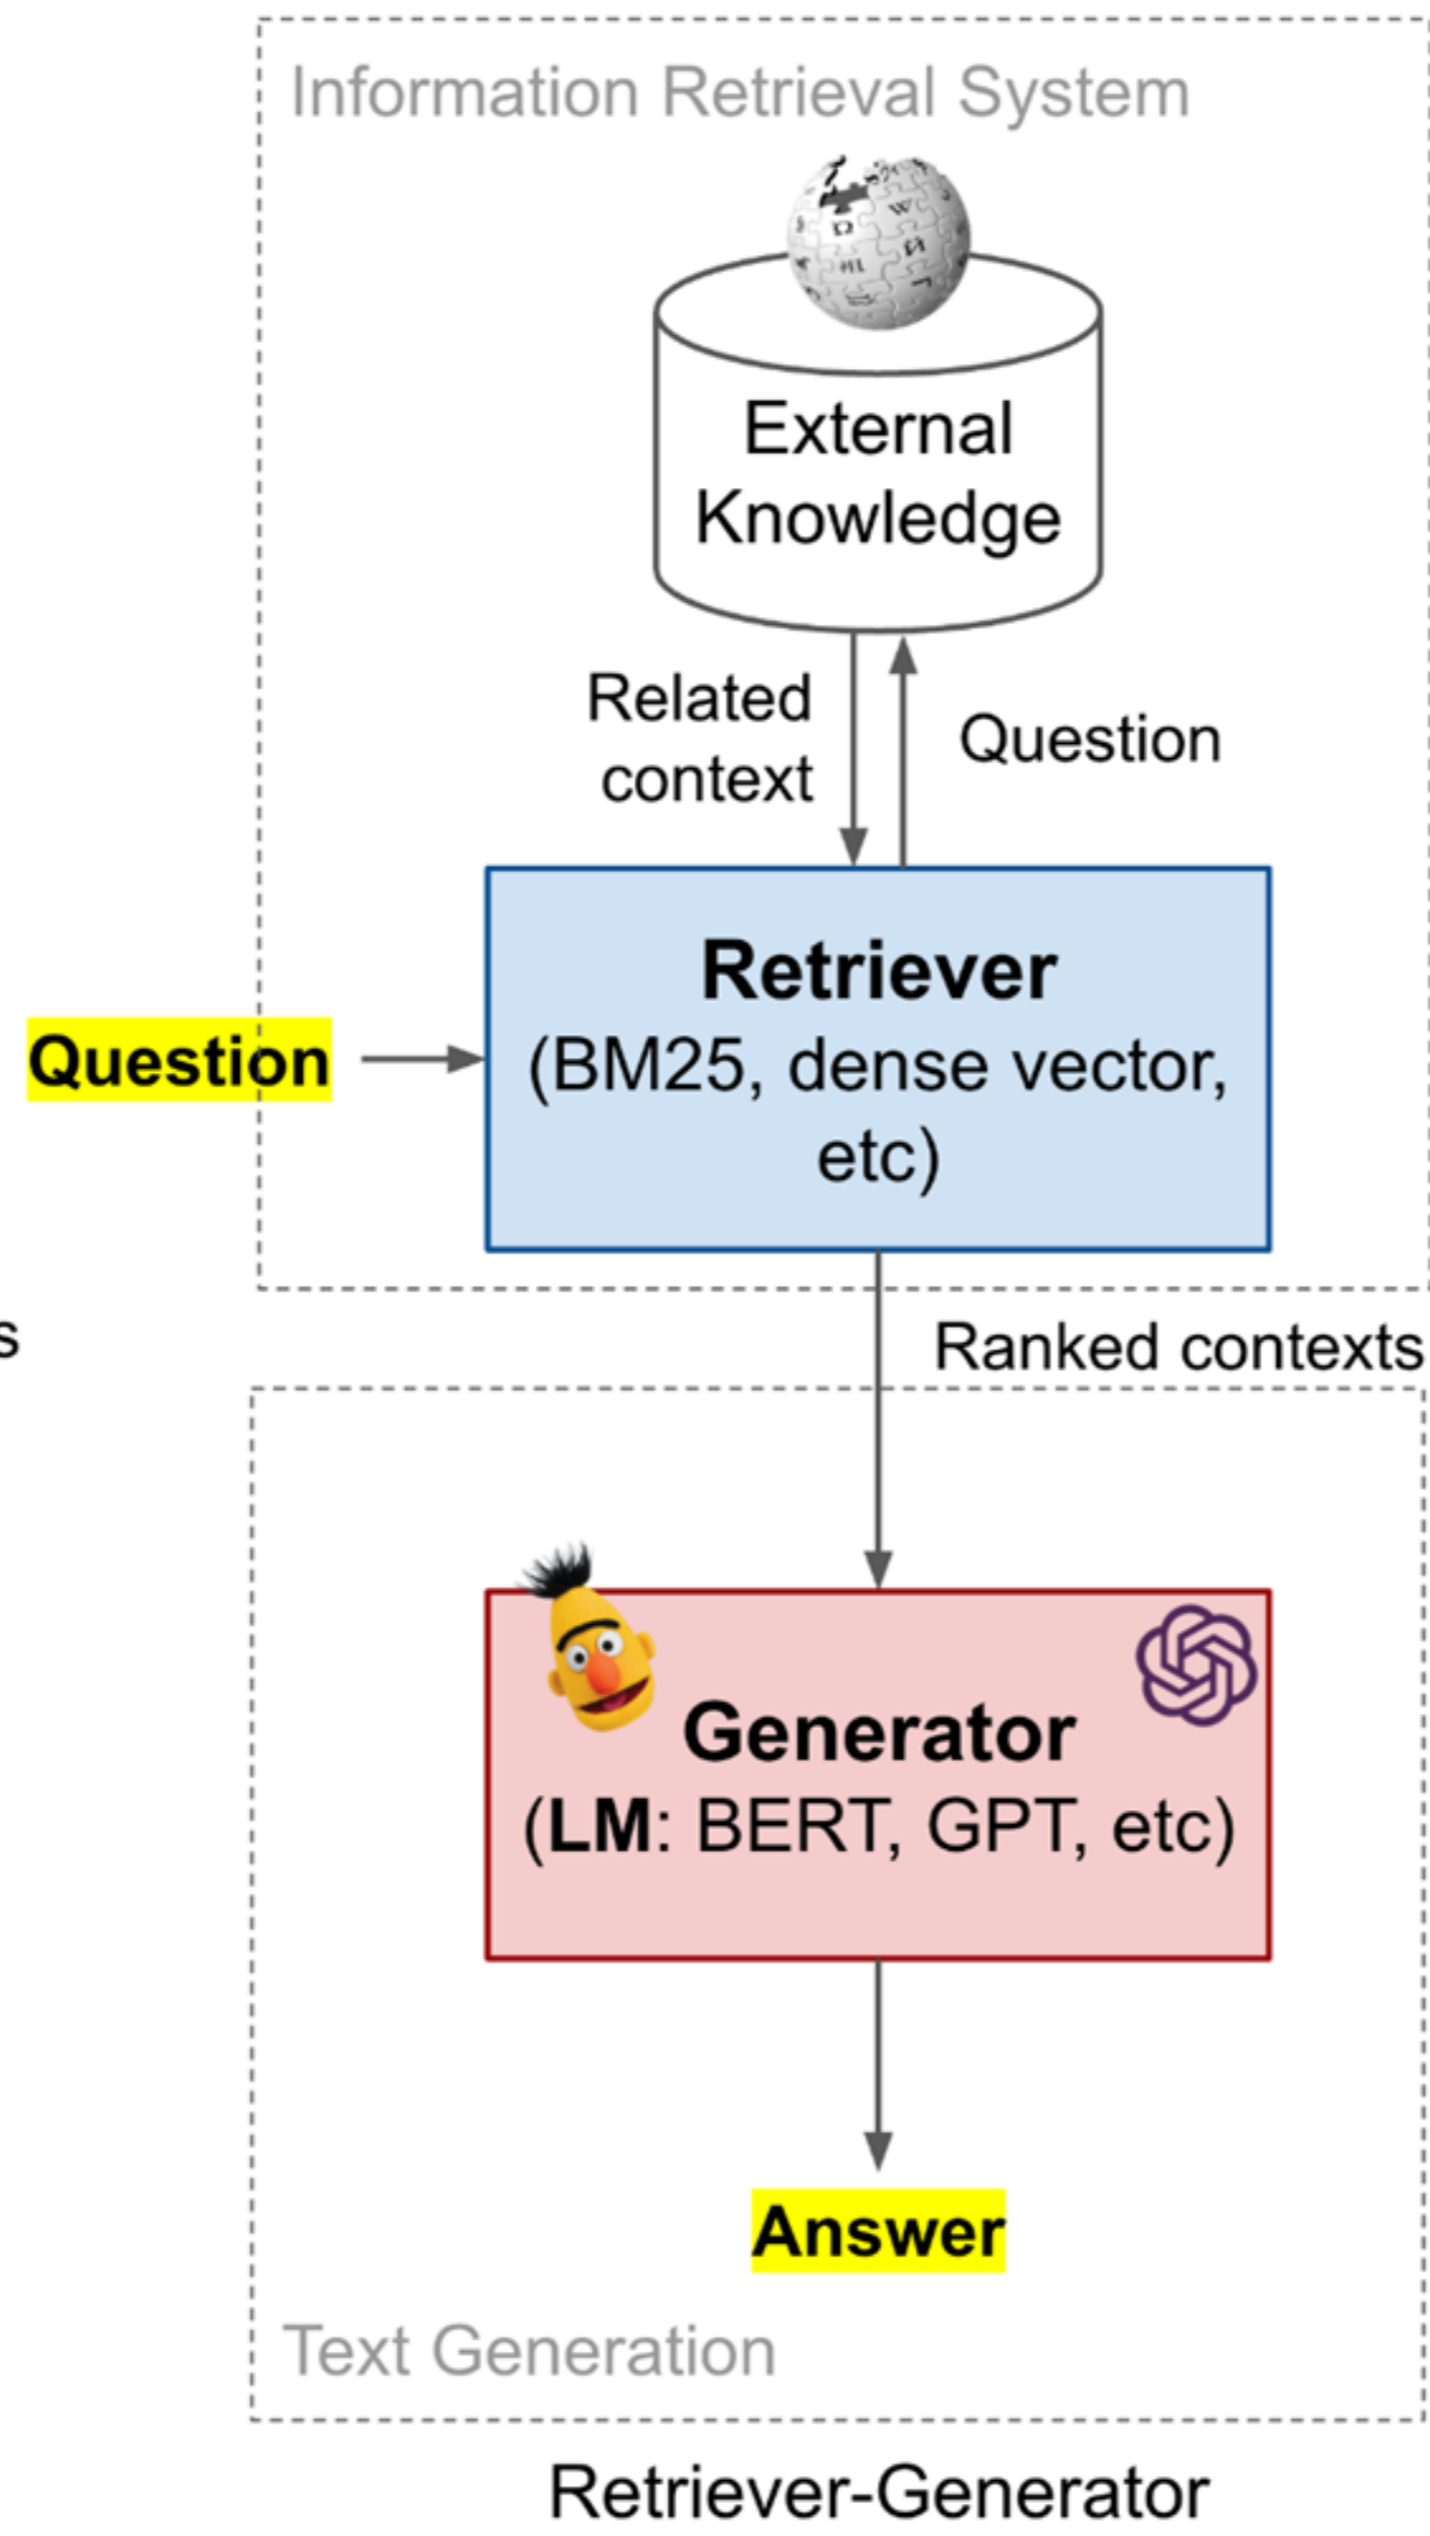 Information Retrieval System
External
Knowledge
Related
context
Question
Retriever
(BM25, dense vector,
etc)
Question
s
Ranked contexts
Generator
(LM: BERT, GPT, etc)
Answer
Text Generation
Retriever-Generator